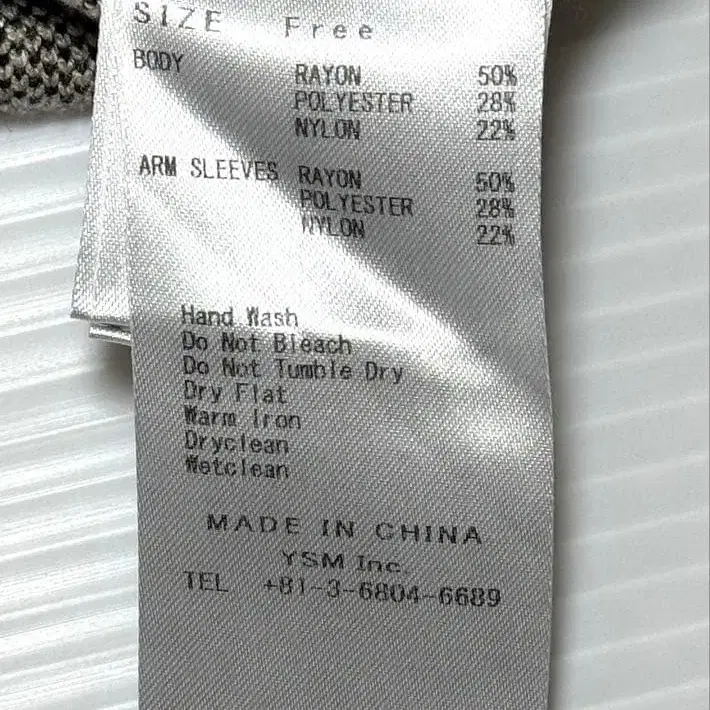 SIZE Free
BODY RAYON 50%
POLYESTER 28%
NYLON 22%
ARM SLEEVES RAYON 50%
POLYESTER 28%
NYLON 22%
Hand Wash
Do Not Bleach
Do Not Tumble Dry
Dry Flat
Warm Iron
Dryclean
Wetclean
MADE IN CHINA
YSM Inc.
TEL +81-3-6804-6689